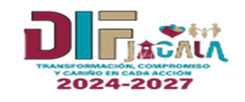 DIF JACALA
TRANSFORMACIÓN, COMPROMISO
Y CARIÑO EN CADA ACCIÓN
2024-2027